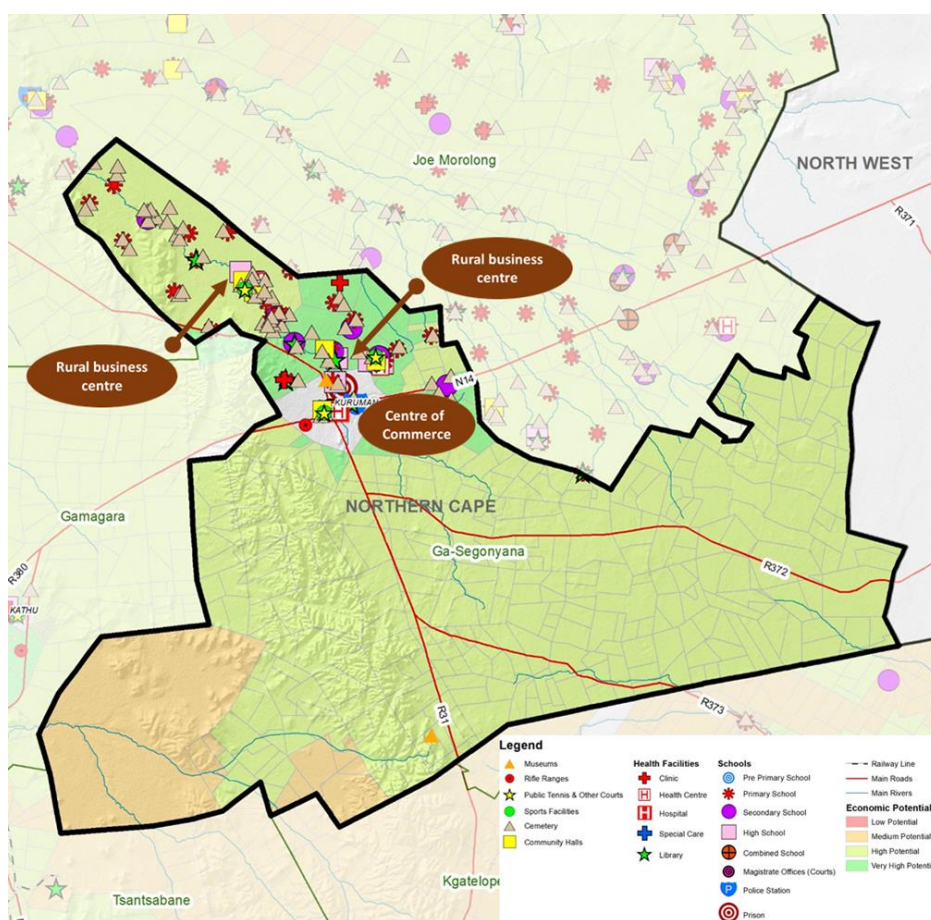 Joe Morolong
NORTH WEST
R371
Rural business
centre
Rural business
centre
N14
KURUMAN
Centre of
Commerce
NORTHERN CAPE
Gamagara
Ga-Segonyana
R380
R372
KATHU
R31
R373
Tsantsabane
Kgatelope
Legend
Museums
Rifle Ranges
Public Tennis & Other Courts
Sports Facilities
Cemetery
Community Halls
Health Facilities
Clinic
Health Centre
Hospital
Special Care
Library
Schools
Pre Primary School
Primary School
Secondary School
High School
Combined School
Magistrate Offices (Courts)
Police Station
Prison
Railway Line
Main Roads
Main Rivers
Economic Potential
Low Potential
Medium Potential
High Potential
Very High Potential